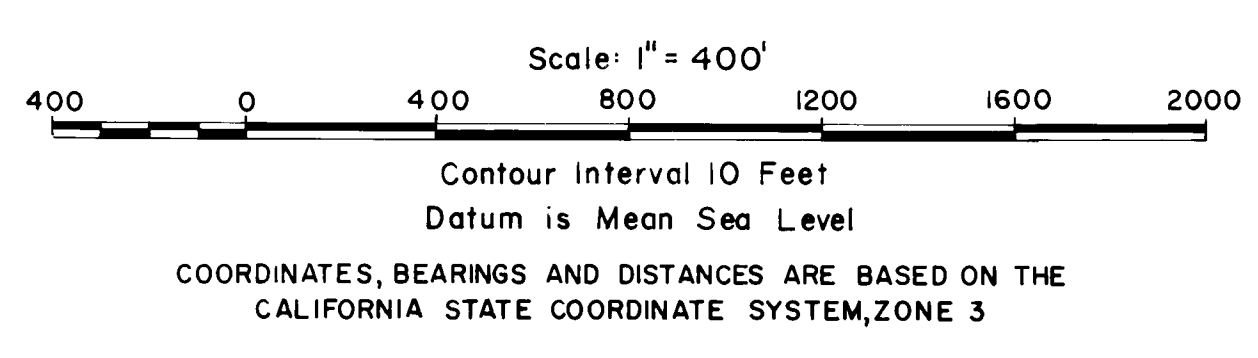 Scale: 1" = 400'
400 0 400 800 1200 1600 2000
Contour Interval 10 Feet
Datum is Mean Sea Level
COORDINATES, BEARINGS AND DISTANCES ARE BASED ON THE
CALIFORNIA STATE COORDINATE SYSTEM, ZONE 3